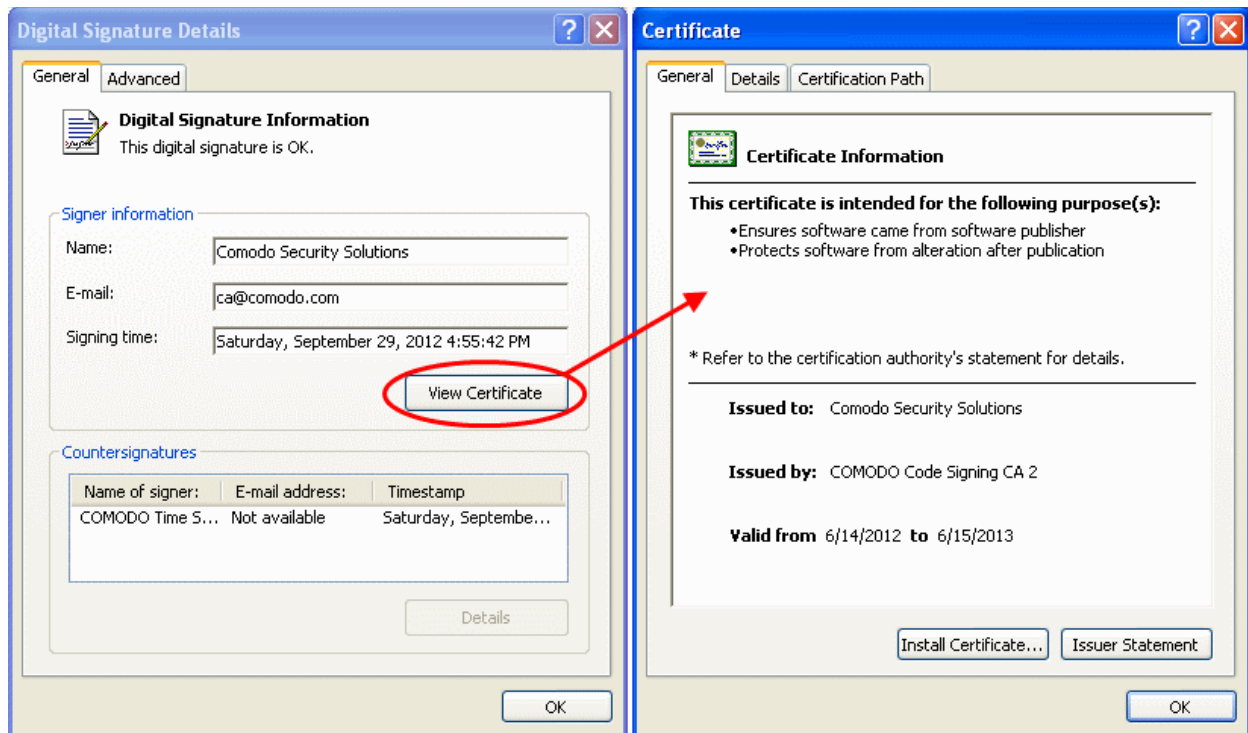 Digital Signature Details
General
Advanced
Digital Signature Information
This digital signature is OK.
Signer information
Name:
Comodo Security Solutions
E-mail:
ca@comodo.com
Signing time:
Saturday, September 29, 2012 4:55:42 PM
View Certificate
Countersignatures
Name of signer: E-mail address: Timestamp
COMODO Time S... Not available Saturday, Septembe...
Details
OK
Certificate
General
Details
Certification Path
Certificate Information
This certificate is intended for the following purpose(s):
•Ensures software came from software publisher
•Protects software from alteration after publication
* Refer to the certification authority's statement for details.
Issued to: Comodo Security Solutions
Issued by: COMODO Code Signing CA 2
Valid from 6/14/2012 to 6/15/2013
Install Certificate...
Issuer Statement
OK